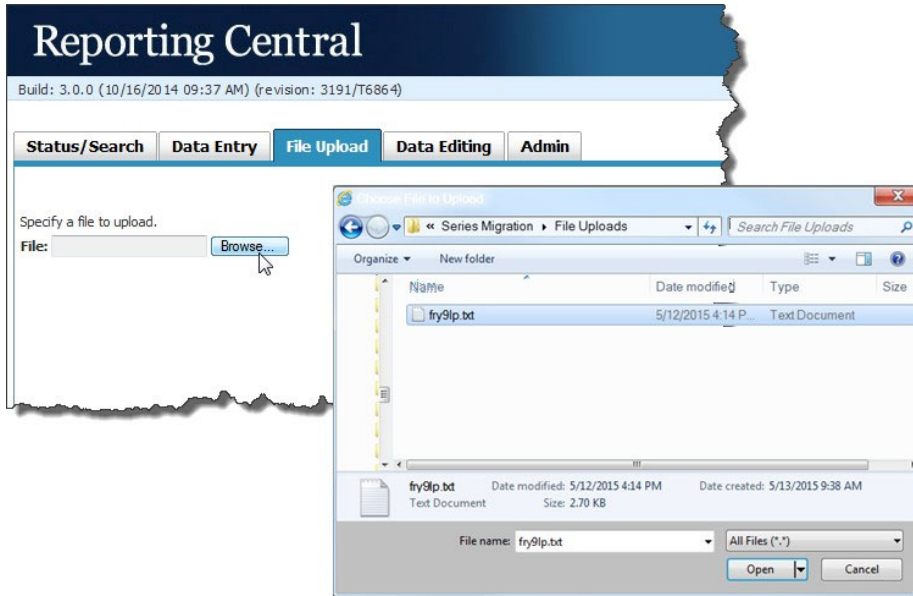 Reporting Central
Build: 3.0.0 (10/16/2014 09:37 AM) (revision: 3191/T6864)
Status/Search Data Entry File Upload Data Editing Admin
Specify a file to upload.
File: Browse...
Choose File to Upload
« Series Migration File Uploads Search File Uploads
Organize New folder
Name Date modified Type Size
fry9lp.txt 5/12/2015 4:14 P... Text Document
fry9lp.txt Date modified: 5/12/2015 4:14 PM Date created: 5/13/2015 9:38 AM
Text Document Size: 2.70 KB
File name: fry9lp.txt All Files (*.*)
Open Cancel